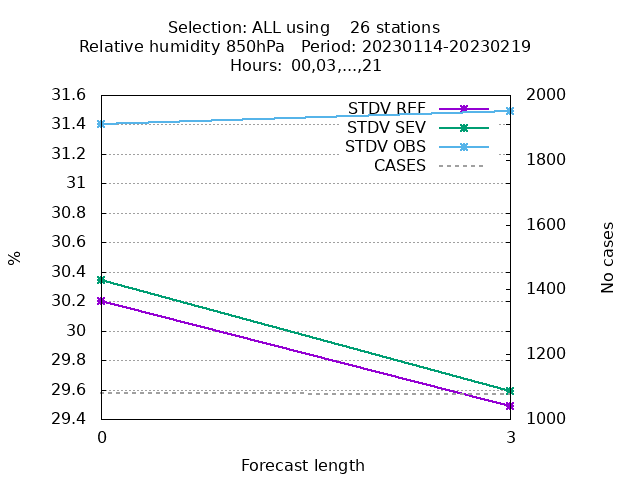 Selection: ALL using    26 stations
Relative humidity 850hPa   Period: 20230114-20230219
Hours:  00,03,...,21
31.6
31.4
31.2
31
30.8
30.6
30.4
30.2
30
29.8
29.6
29.4
%
STDV REF
STDV SEV
STDV OBS
CASES
2000
1800
1600
1400
1200
1000
No cases
0
3
Forecast length